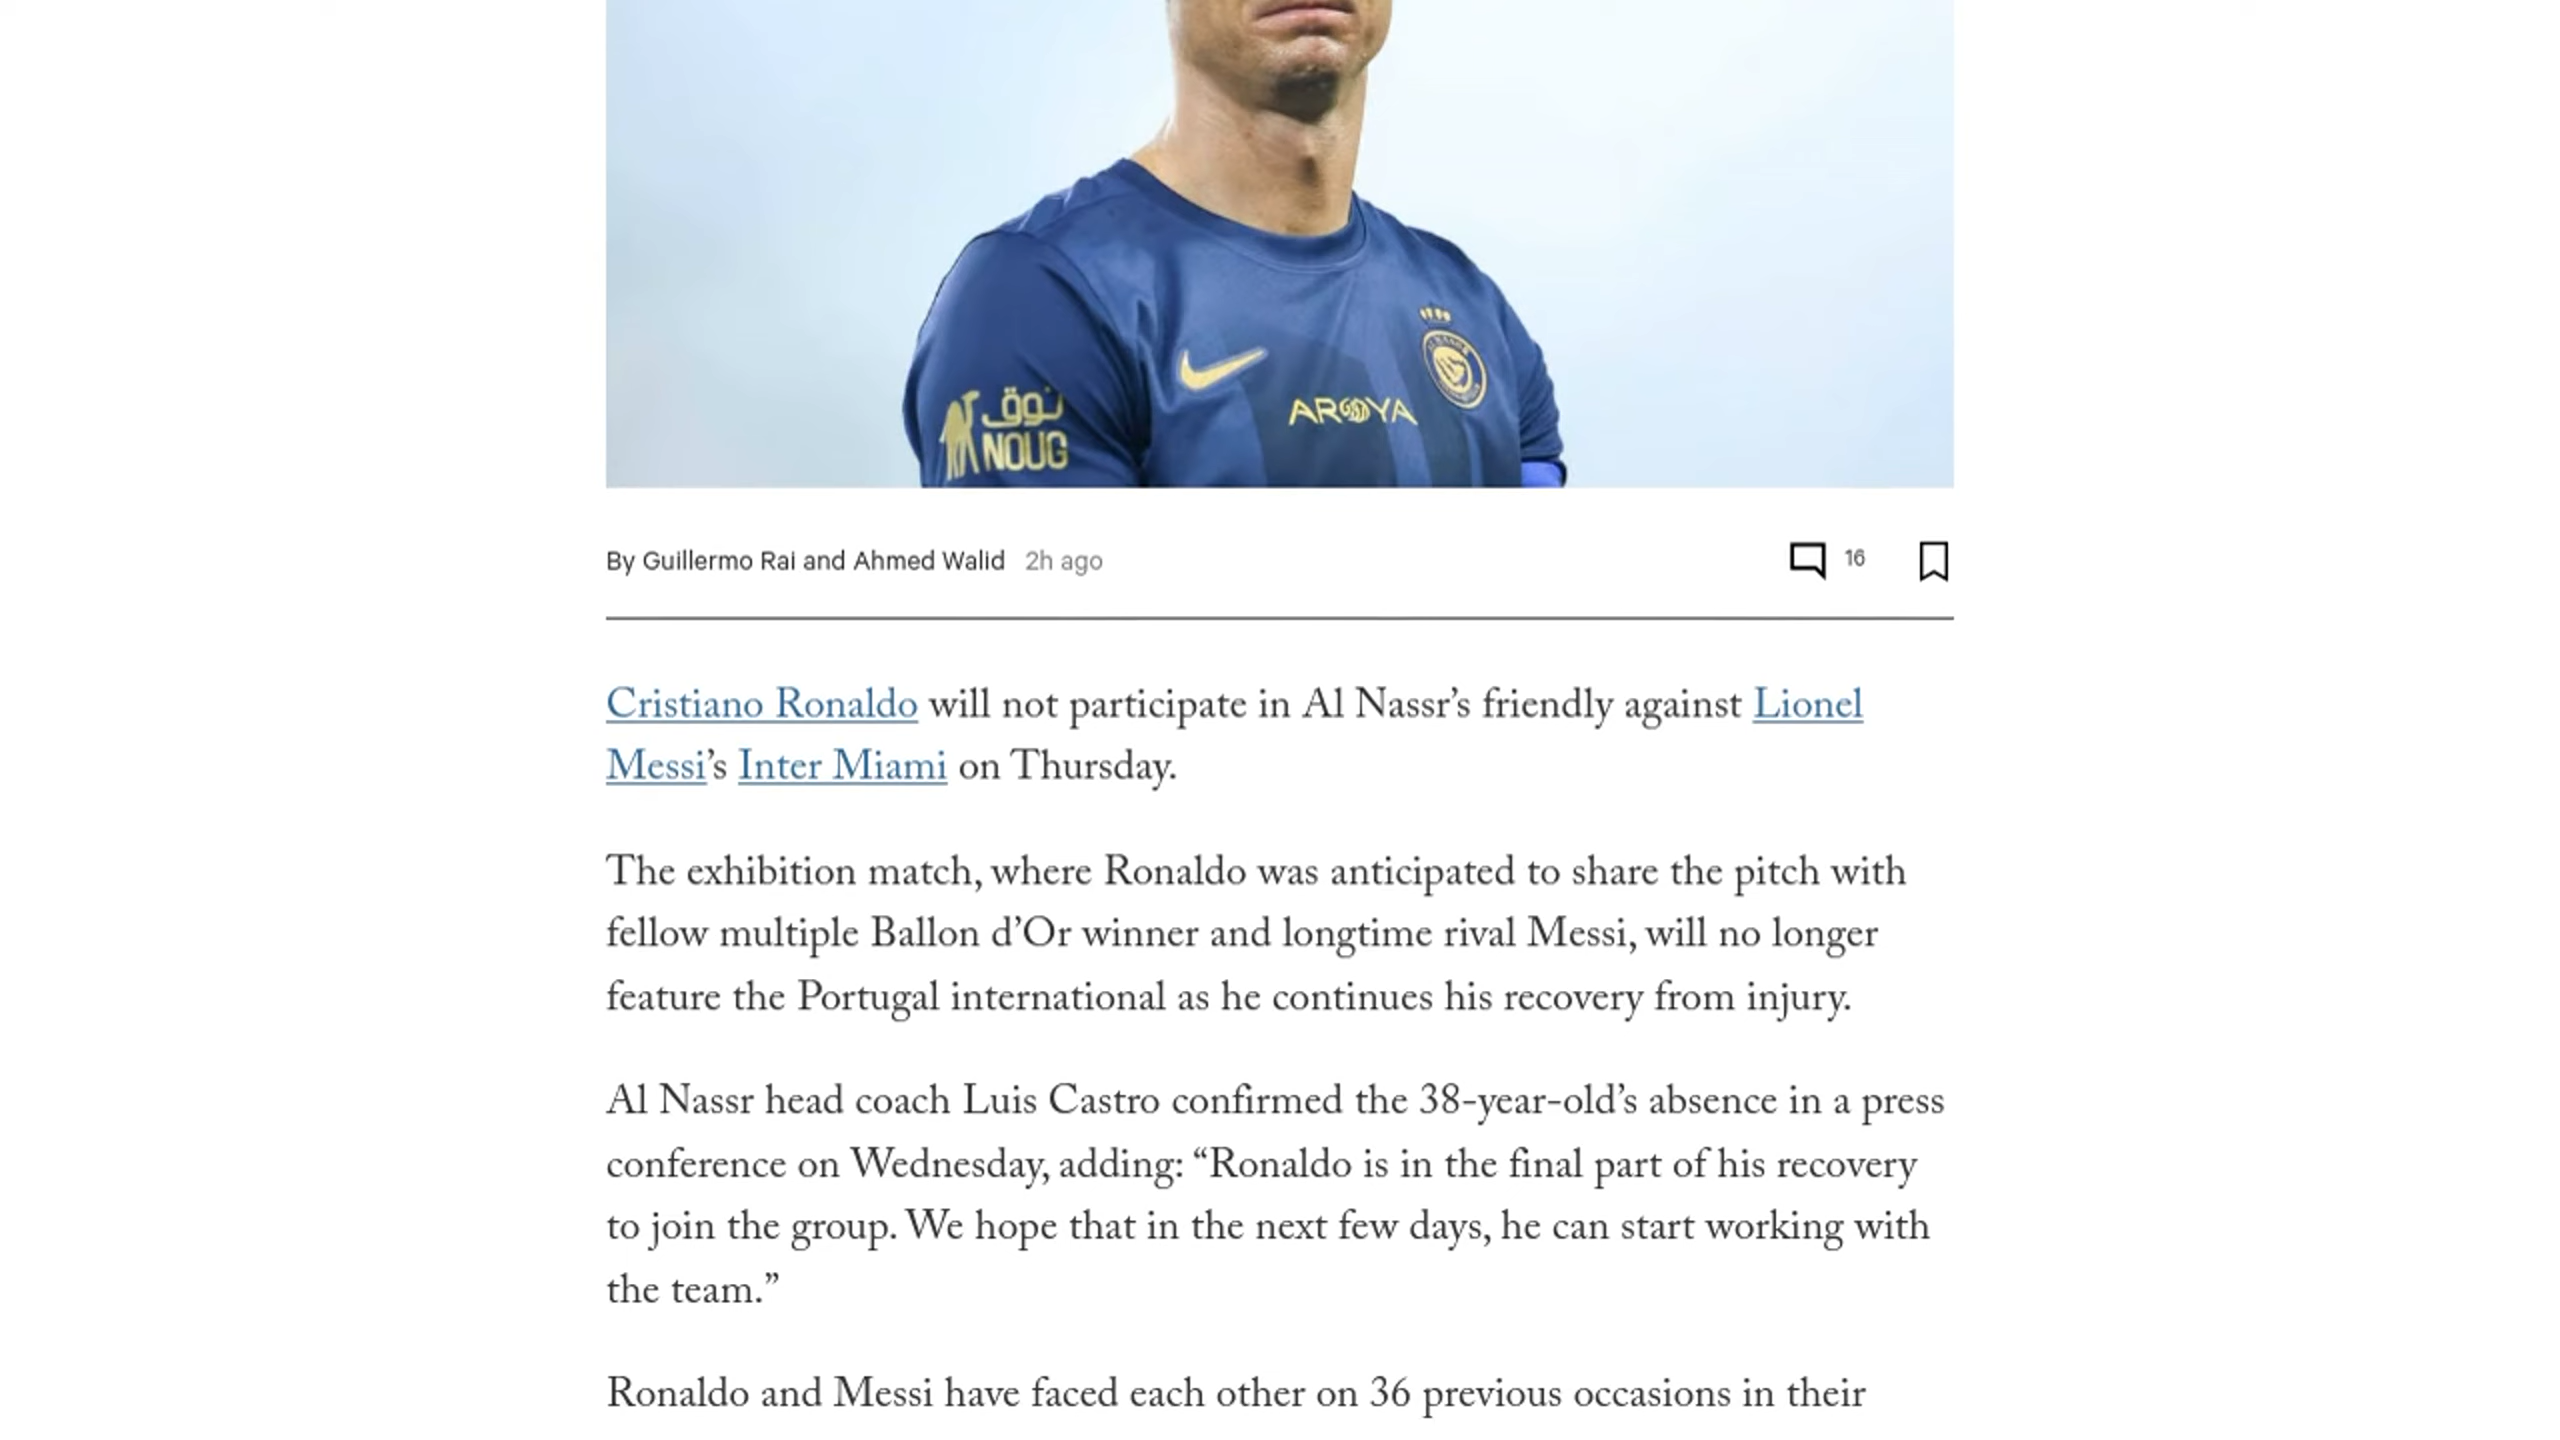 نوق
NOUG
AROYA
By Guillermo Rai and Ahmed Walid 2h ago
16
Cristiano Ronaldo will not participate in Al Nassr’s friendly against Lionel
Messi’s Inter Miami on Thursday.
The exhibition match, where Ronaldo was anticipated to share the pitch with
fellow multiple Ballon d’Or winner and longtime rival Messi, will no longer
feature the Portugal international as he continues his recovery from injury.
Al Nassr head coach Luis Castro confirmed the 38-year-old’s absence in a press
conference on Wednesday, adding: “Ronaldo is in the final part of his recovery
to join the group. We hope that in the next few days, he can start working with
the team.”
Ronaldo and Messi have faced each other on 36 previous occasions in their